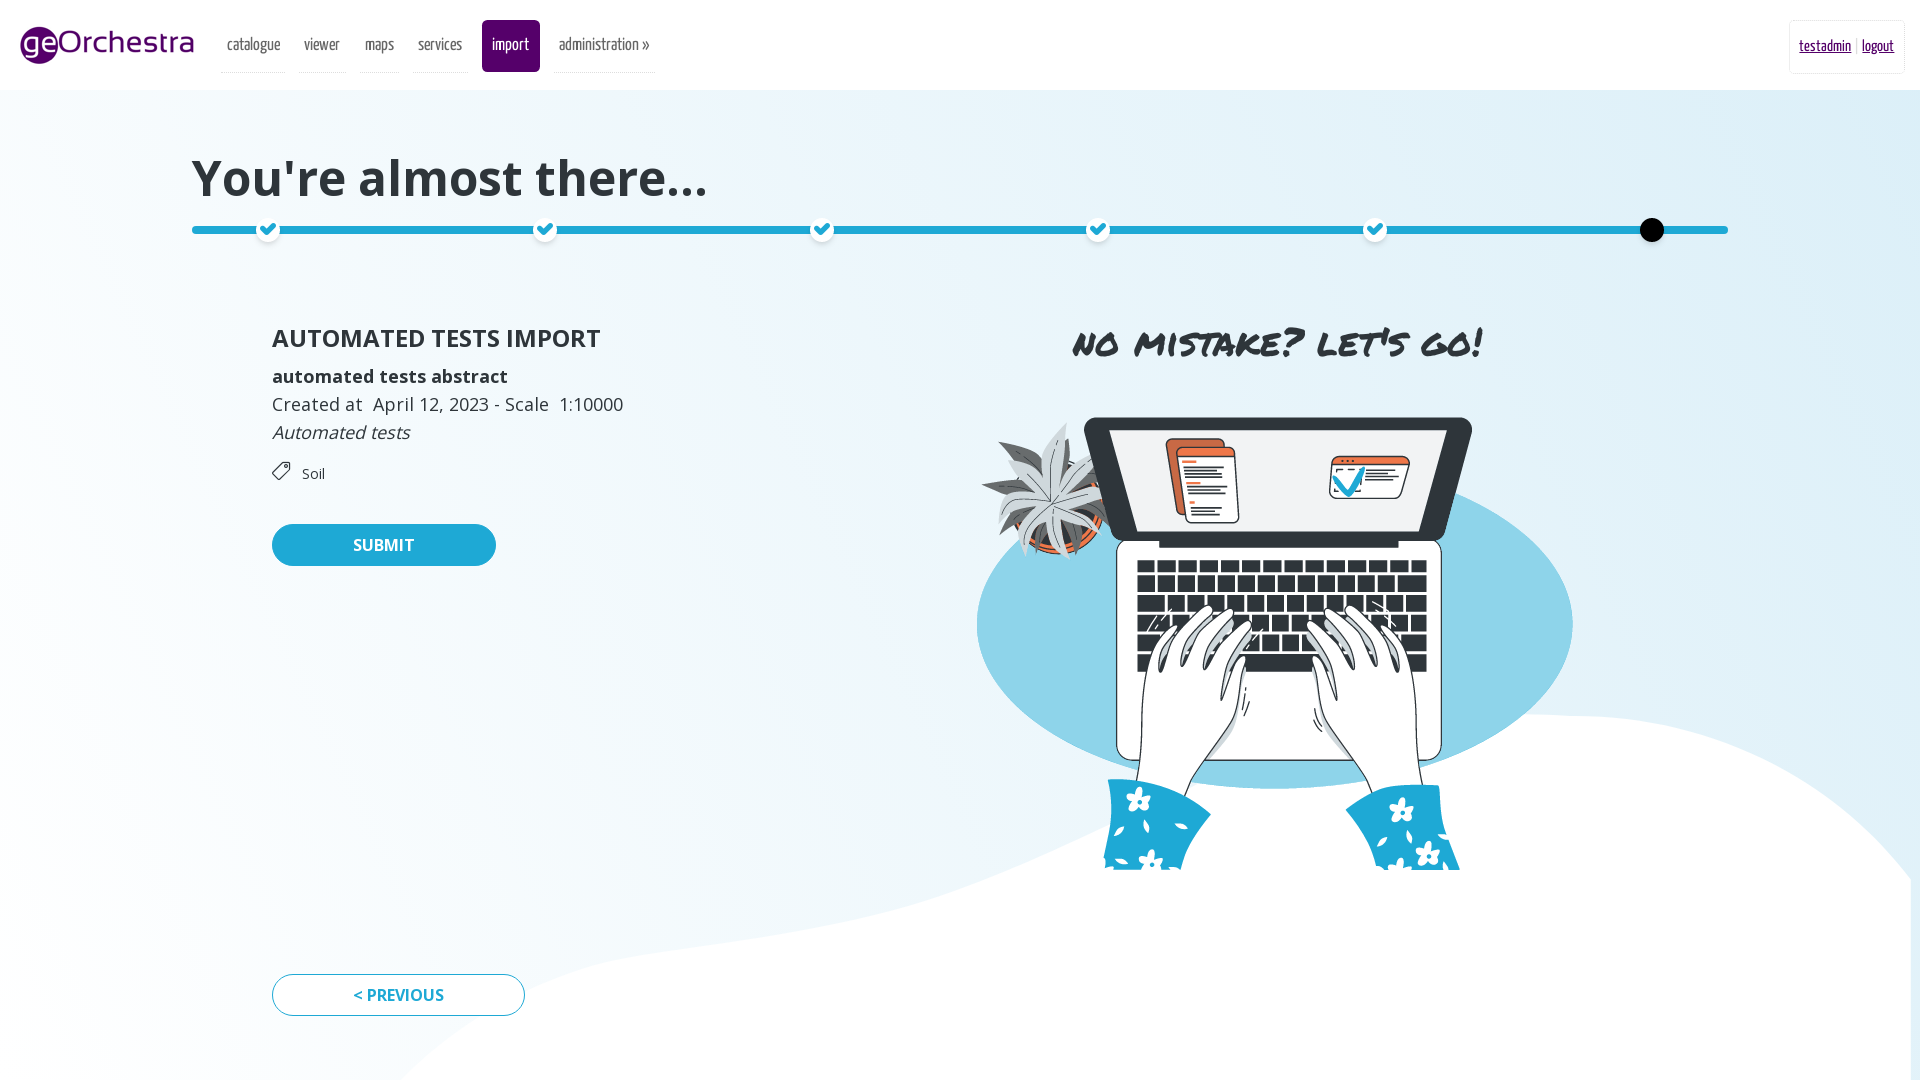 geOrchestra
catalogue
viewer
maps
services
import
administration »
testadmin | logout
You're almost there...
AUTOMATED TESTS IMPORT
automated tests abstract
Created at April 12, 2023 - Scale 1:10000
Automated tests
Soil
SUBMIT
NO MISTAKE? LET'S GO!
< PREVIOUS